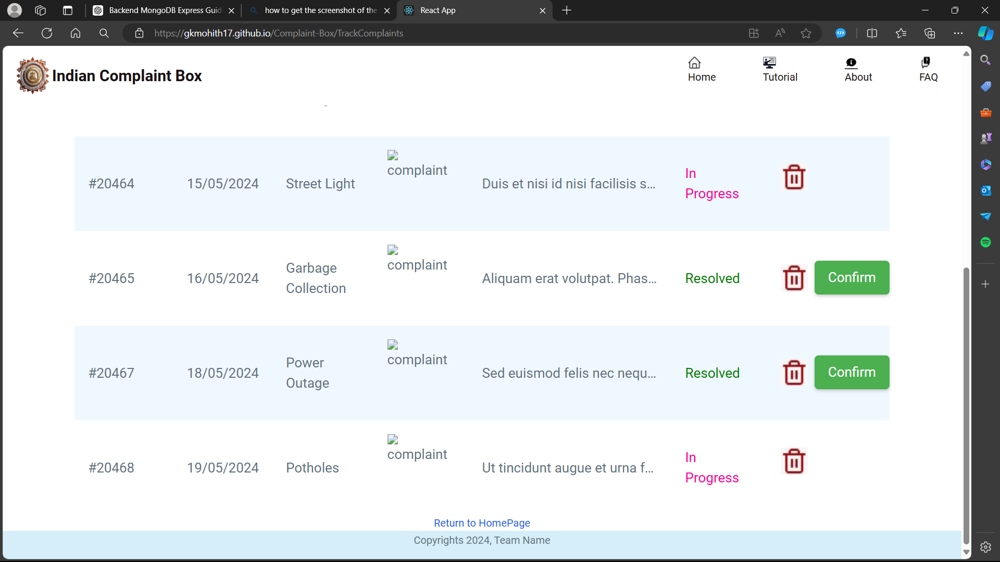 Backend MongoDB Express Guid
how to get the screenshot of the
React App
https://gkmohith17.github.io/Complaint-Box/TrackComplaints
Indian Complaint Box
Home
Tutorial
About
FAQ
#20464
15/05/2024
Street Light
complaint
Duis et nisi id nisi facilisis s...
In
Progress
#20465
16/05/2024
Garbage
Collection
complaint
Aliquam erat volutpat. Phas...
Resolved
Confirm
#20467
18/05/2024
Power
Outage
complaint
Sed euismod felis nec nequ...
Resolved
Confirm
#20468
19/05/2024
Potholes
complaint
Ut tincidunt augue et urna f...
In
Progress
Return to HomePage
Copyrights 2024, Team Name